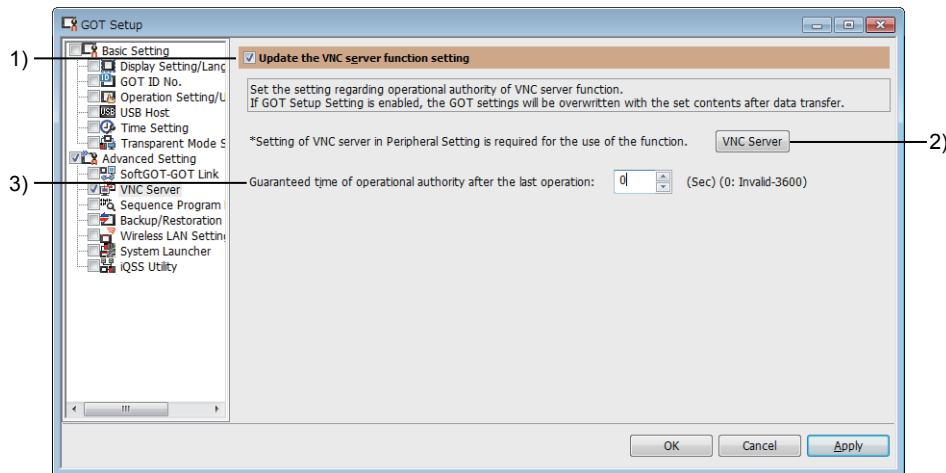 GOT Setup
1)
Basic Setting
Display Setting/Lang
GOT ID No.
Operation Setting/U
USB Host
Time Setting
Transparent Mode S
Advanced Setting
SoftGOT-GOT Link
VNC Server
Sequence Program
Backup/Restoration
Wireless LAN Setting
System Launcher
iQSS Utility
Update the VNC server function setting
Set the setting regarding operational authority of VNC server function.
If GOT Setup Setting is enabled, the GOT settings will be overwritten with the set contents after data transfer.
*Setting of VNC server in Peripheral Setting is required for the use of the function.
VNC Server
2)
3)
Guaranteed time of operational authority after the last operation: 0 (Sec) (0: Invalid-3600)
OK Cancel Apply